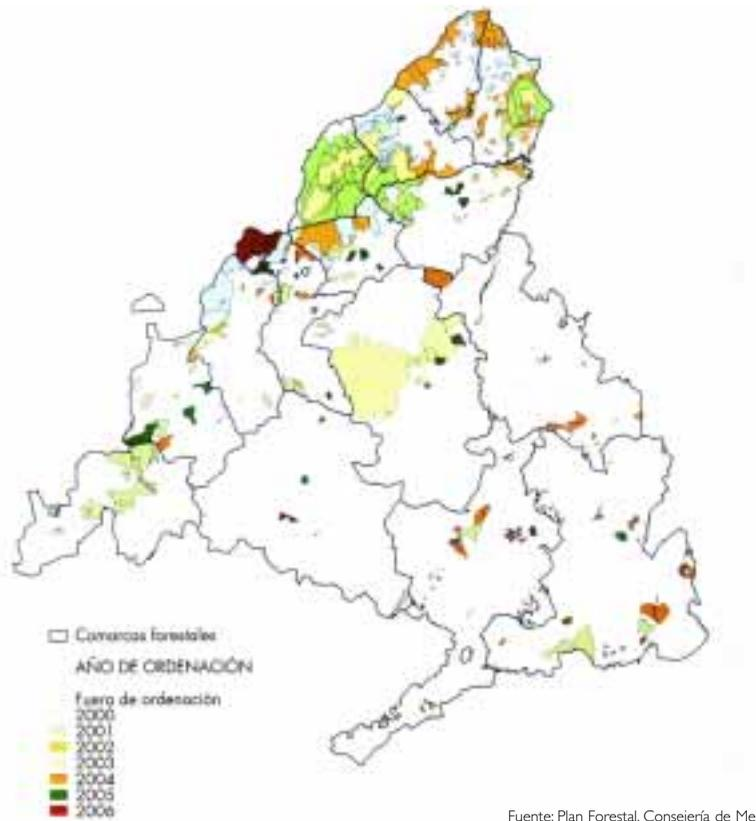 Comarcas forestales
AÑO DE ORDENACIÓN
Fuera de ordenación
2000
2001
2002
2003
2004
2005
2006
Fuente: Plan Forestal. Consejería de Me